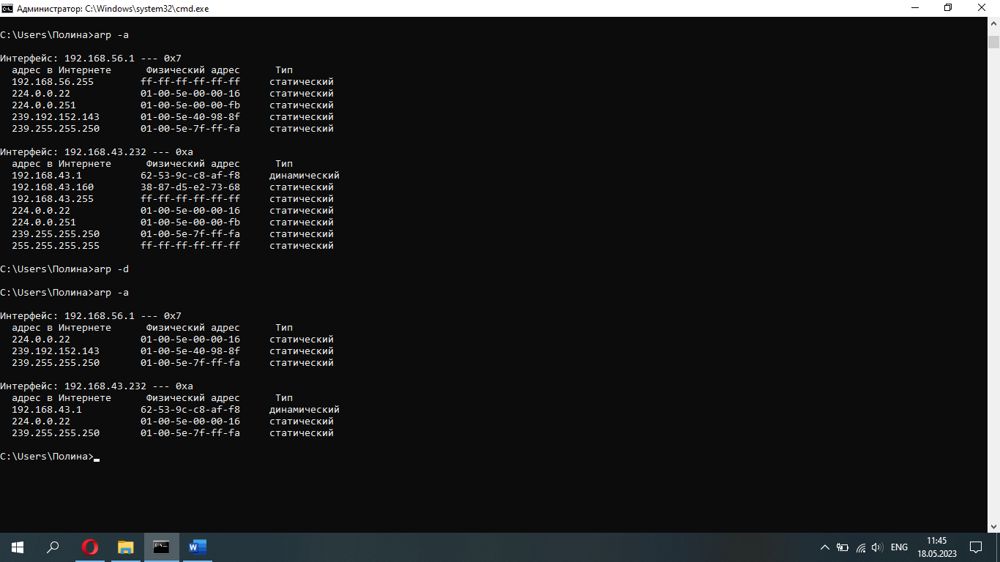 Администратор: C:\Windows\system32\cmd.exe
C:\Users\Полина>arp -a
Интерфейс: 192.168.56.1 --- 0x7
адрес в Интернете Физический адрес Тип
192.168.56.255 ff-ff-ff-ff-ff-ff статический
224.0.0.22 01-00-5e-00-00-16 статический
224.0.0.251 01-00-5e-00-00-fb статический
239.192.152.143 01-00-5e-40-98-8f статический
239.255.255.250 01-00-5e-7f-ff-fa статический
Интерфейс: 192.168.43.232 --- 0xa
адрес в Интернете Физический адрес Тип
192.168.43.1 62-53-9c-c8-af-f8 динамический
192.168.43.160 38-87-d5-e2-73-68 статический
192.168.43.255 ff-ff-ff-ff-ff-ff статический
224.0.0.22 01-00-5e-00-00-16 статический
224.0.0.251 01-00-5e-00-00-fb статический
239.255.255.250 01-00-5e-7f-ff-fa статический
255.255.255.255 ff-ff-ff-ff-ff-ff статический
C:\Users\Полина>arp -d
C:\Users\Полина>arp -a
Интерфейс: 192.168.56.1 --- 0x7
адрес в Интернете Физический адрес Тип
224.0.0.22 01-00-5e-00-00-16 статический
239.192.152.143 01-00-5e-40-98-8f статический
239.255.255.250 01-00-5e-7f-ff-fa статический
Интерфейс: 192.168.43.232 --- 0xa
адрес в Интернете Физический адрес Тип
192.168.43.1 62-53-9c-c8-af-f8 динамический
224.0.0.22 01-00-5e-00-00-16 статический
239.255.255.250 01-00-5e-7f-ff-fa статический
C:\Users\Полина>
ENG
11:45
18.05.2023